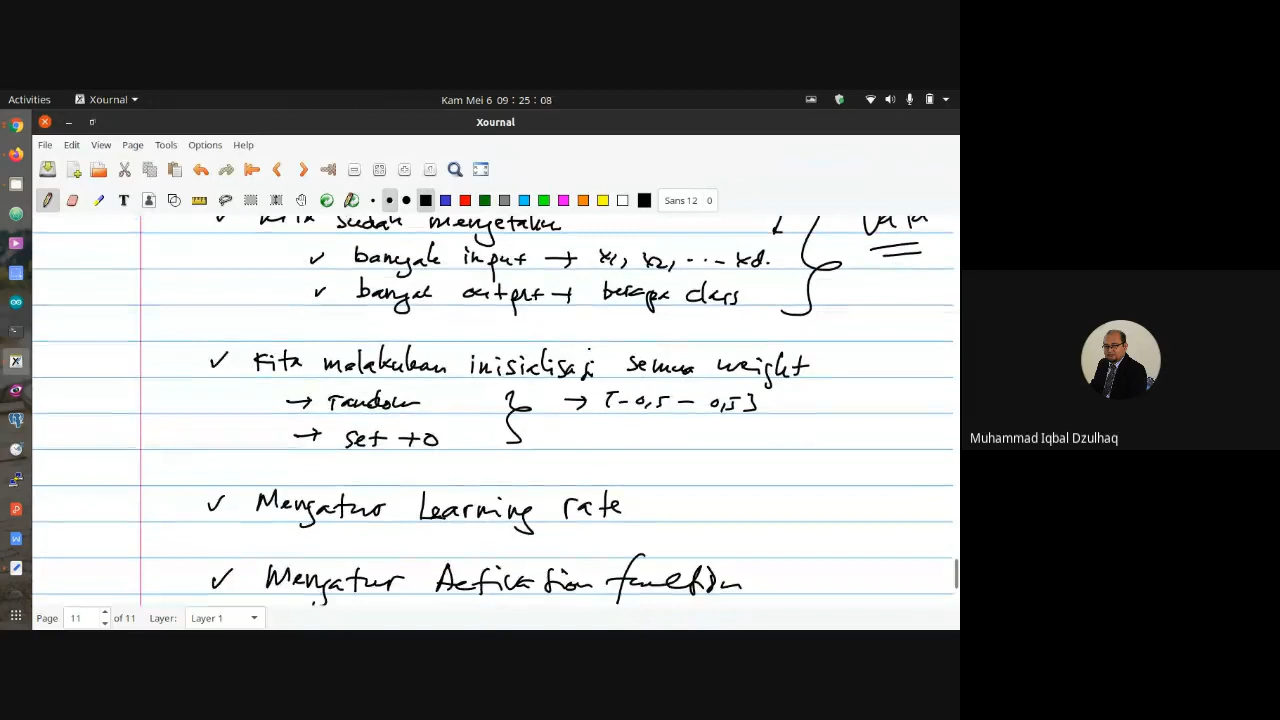 Activities Xournal Kam Mei 6 09:25:08
Xournal
File Edit View Page Tools Options Help
T Sans 12 0
sudah mengetahu
✓ banyak input → x1, x2, ... xd.
✓ banyak output → berapa class
✓ Kita melakukan inisialisasi semua weight
→ random → [-0,5 - 0,5]
→ set → 0
✓ Mengatur Learning rate
✓ Mengatur Activation function
Page 11 of 11 Layer: Layer 1
Muhammad Iqbal Dzulhaq